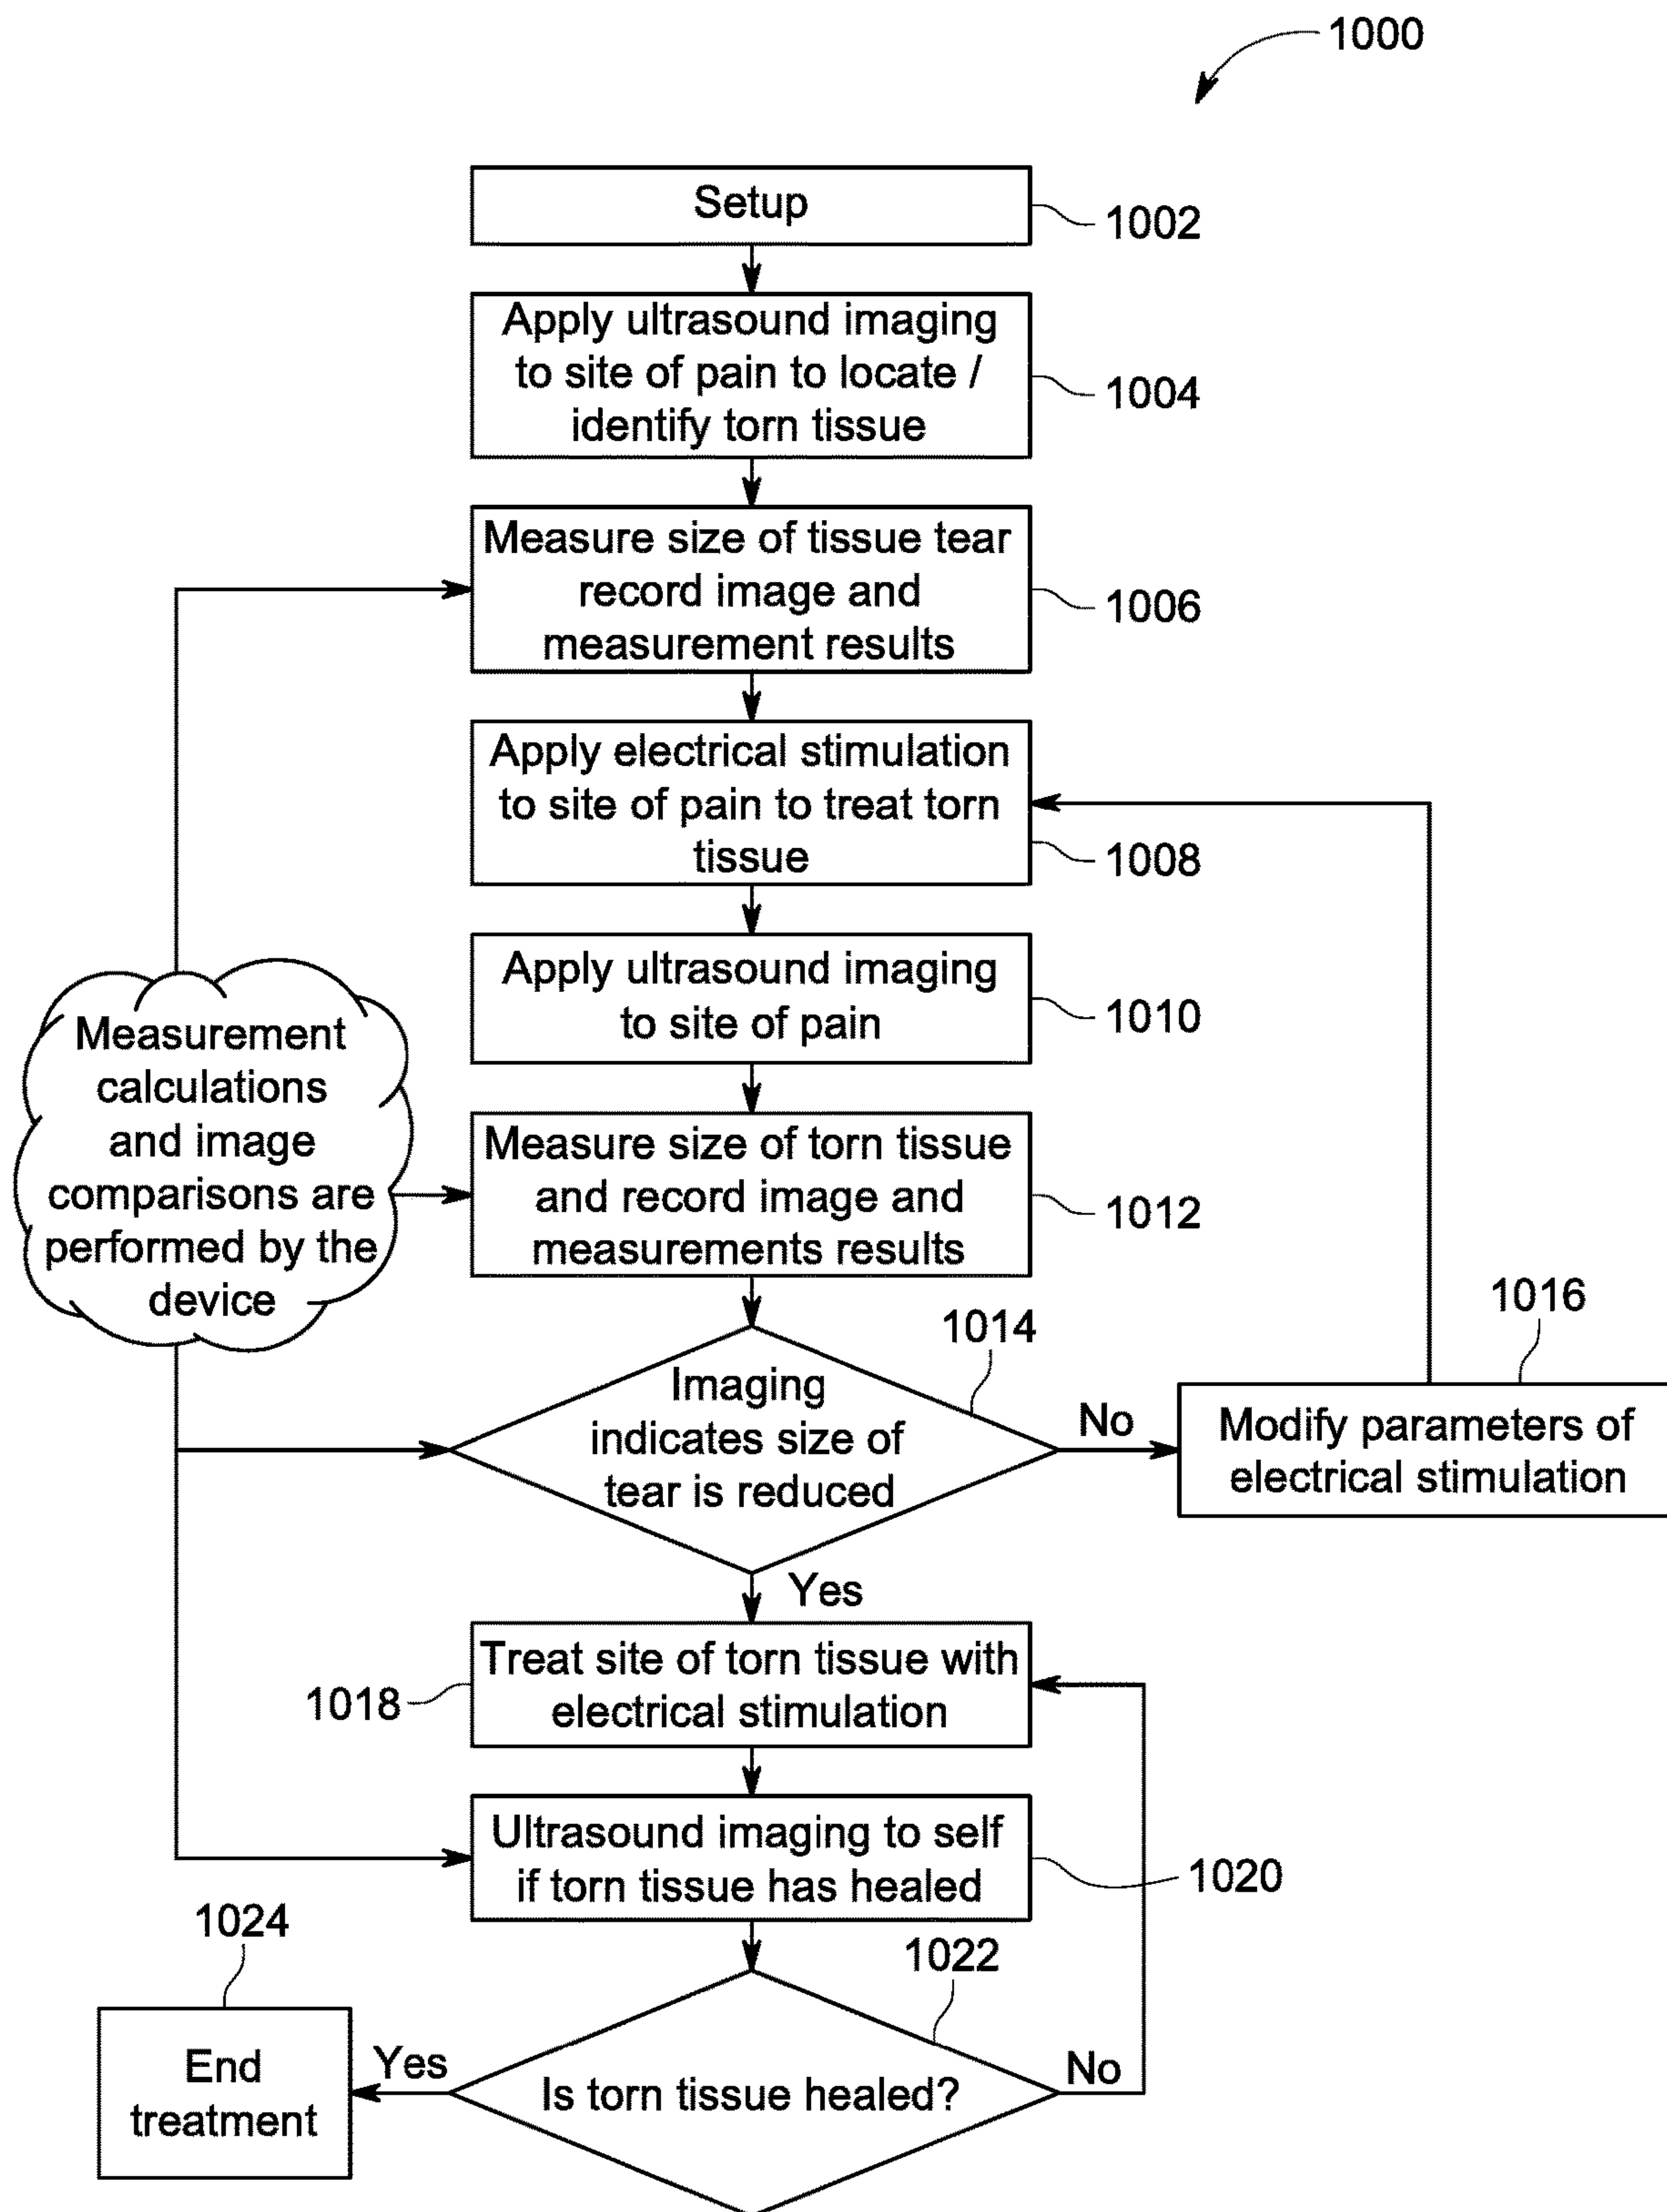 1000
Setup
1002
Apply ultrasound imaging
to site of pain to locate /
identify torn tissue
1004
Measure size of tissue tear
record image and
measurement results
1006
Apply electrical stimulation
to site of pain to treat torn
tissue
1008
Apply ultrasound imaging
to site of pain
1010
Measurement
calculations
and image
comparisons are
performed by the
device
Measure size of torn tissue
and record image and
measurements results
1012
1014
Imaging
indicates size of
tear is reduced
No
1016
Modify parameters of
electrical stimulation
Yes
Treat site of torn tissue with
electrical stimulation
1018
Ultrasound imaging to self
if torn tissue has healed
1020
1022
Is torn tissue healed?
No
Yes
1024
End
treatment